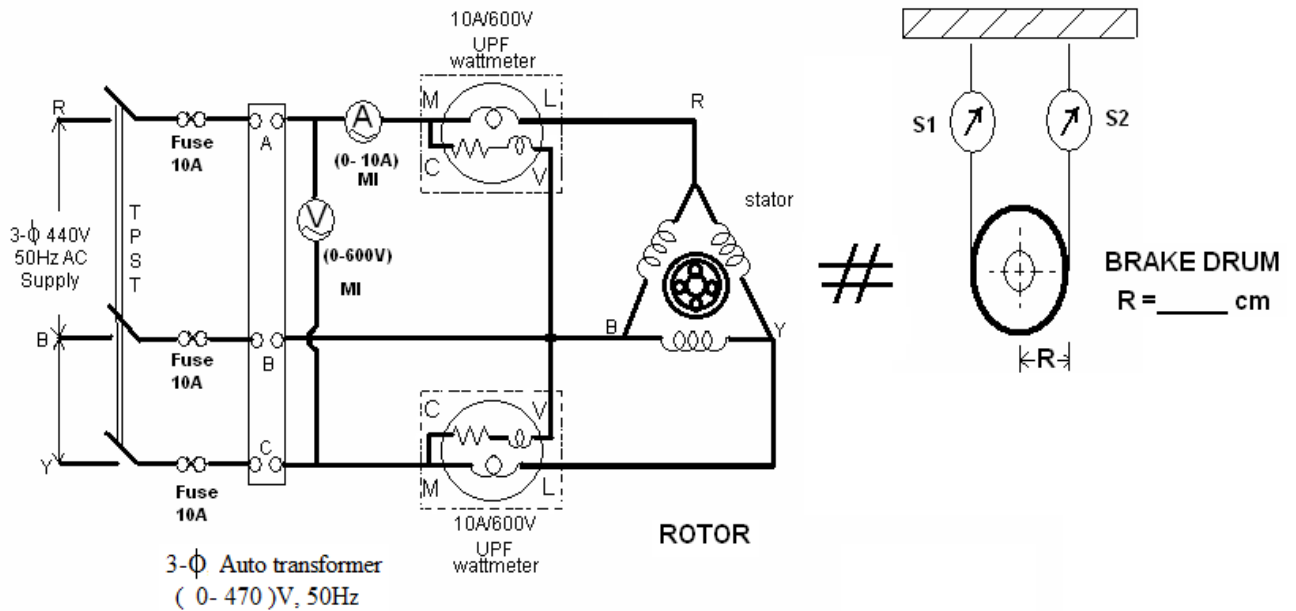 10A/600V
UPF
wattmeter
M
L
R
R
S1
S2
A
Fuse
10A
A
(0- 10A)
MI
C
V
stator
T
P
S
T
V
3-ϕ 440V
50Hz AC
Supply
(0-600V)
MI
BRAKE DRUM
R =_____ cm
B
B
Y
Fuse
10A
B
R
10A/600V
C
V
C
Y
M
L
Fuse
10A
10A/600V
UPF
wattmeter
ROTOR
3-ϕ Auto transformer
( 0- 470 )V, 50Hz